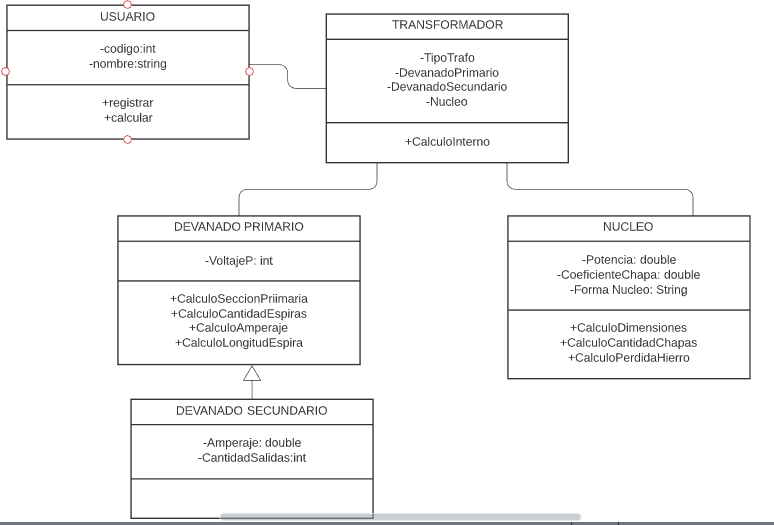 USUARIO
-codigo:int
-nombre:string
+registrar
+calcular
TRANSFORMADOR
-TipoTrafo
-DevanadoPrimario
-DevanadoSecundario
-Nucleo
+CalculoInterno
DEVANADO PRIMARIO
-VoltajeP: int
+CalculoSeccionPriimaria
+CalculoCantidadEspiras
+CalculoAmperaje
+CalculoLongitudEspira
NUCLEO
-Potencia: double
-CoeficienteChapa: double
-Forma Nucleo: String
+CalculoDimensiones
+CalculoCantidadChapas
+CalculoPerdidaHierro
DEVANADO SECUNDARIO
-Amperaje: double
-CantidadSalidas:int